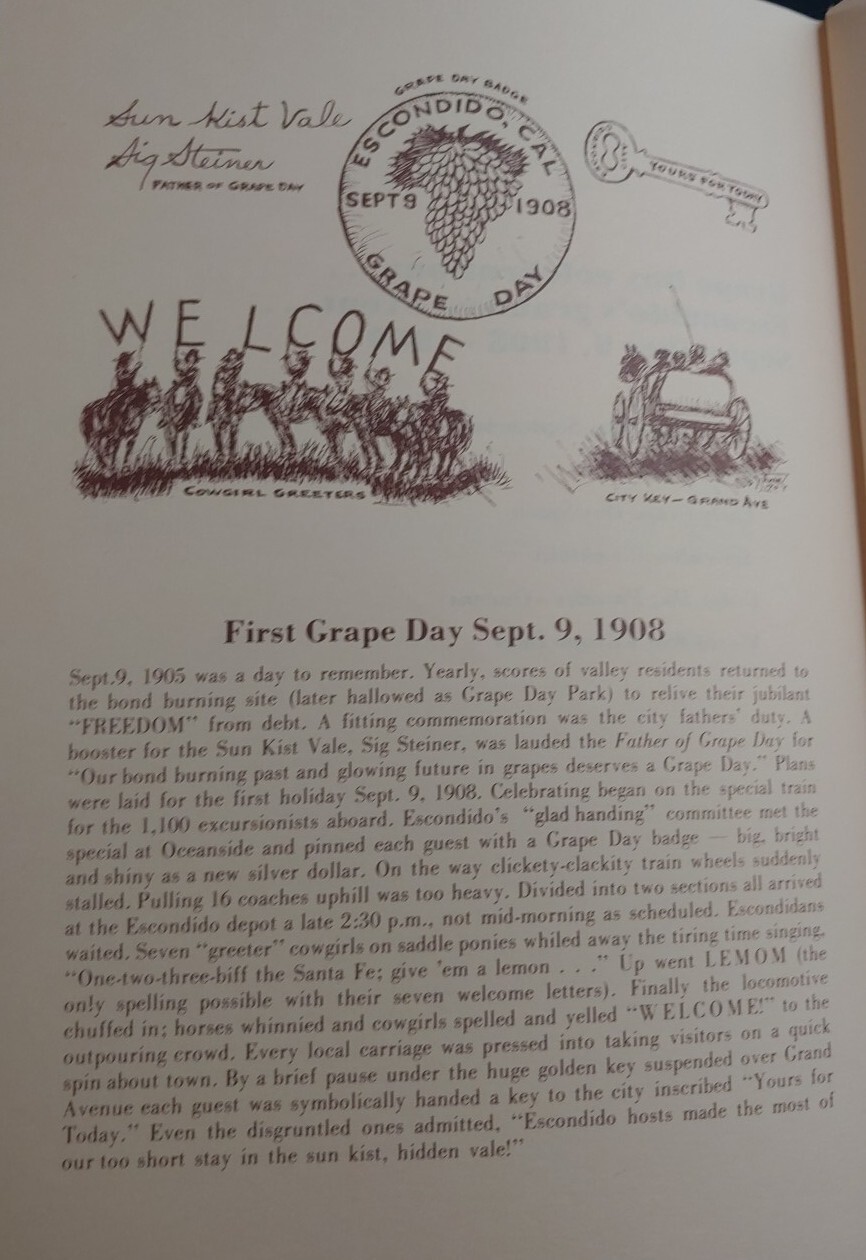 GRAPE DAY BADGE
Sun Kist Vale
Sig Steiner
FATHER OF GRAPE DAY
ESCONDIDO, CAL
SEPT 9 1908
GRAPE DAY
YOURS FOR TODAY
WELCOME
COWGIRL GREETERS
CITY KEY — GRAND AVE
First Grape Day Sept. 9, 1908
Sept.9, 1905 was a day to remember. Yearly, scores of valley residents returned to
the bond burning site (later hallowed as Grape Day Park) to relive their jubilant
“FREEDOM” from debt. A fitting commemoration was the city fathers’ duty. A
booster for the Sun Kist Vale, Sig Steiner, was lauded the Father of Grape Day for
“Our bond burning past and glowing future in grapes deserves a Grape Day.” Plans
were laid for the first holiday Sept. 9, 1908. Celebrating began on the special train
for the 1,100 excursionists aboard. Escondido’s “glad handing” committee met the
special at Oceanside and pinned each guest with a Grape Day badge — big, bright
and shiny as a new silver dollar. On the way clickety-clackity train wheels suddenly
stalled. Pulling 16 coaches uphill was too heavy. Divided into two sections all arrived
at the Escondido depot a late 2:30 p.m., not mid-morning as scheduled. Escondidans
waited. Seven “greeter” cowgirls on saddle ponies whiled away the tiring time singing,
“One-two-three-biff the Santa Fe; give ’em a lemon . . .” Up went LEMOM (the
only spelling possible with their seven welcome letters). Finally the locomotive
chuffed in; horses whinnied and cowgirls spelled and yelled “WELCOME!” to the
outpouring crowd. Every local carriage was pressed into taking visitors on a quick
spin about town. By a brief pause under the huge golden key suspended over Grand
Avenue each guest was symbolically handed a key to the city inscribed “Yours for
Today.” Even the disgruntled ones admitted, “Escondido hosts made the most of
our too short stay in the sun kist, hidden vale!”